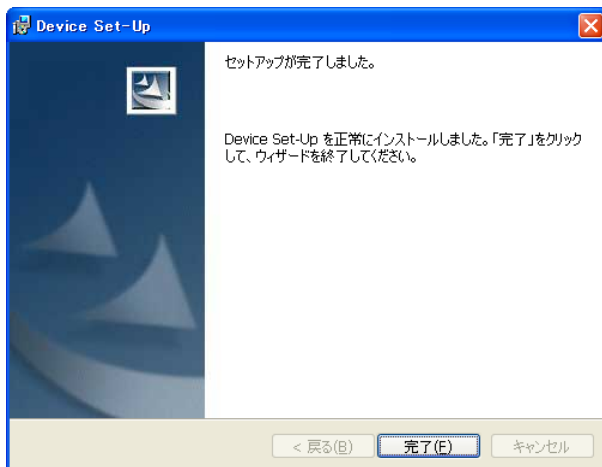 Device Set-Up
セットアップが完了しました。
Device Set-Up を正常にインストールしました。「完了」をクリック
して、ウィザードを終了してください。
< 戻る(B)
完了(F)
キャンセル